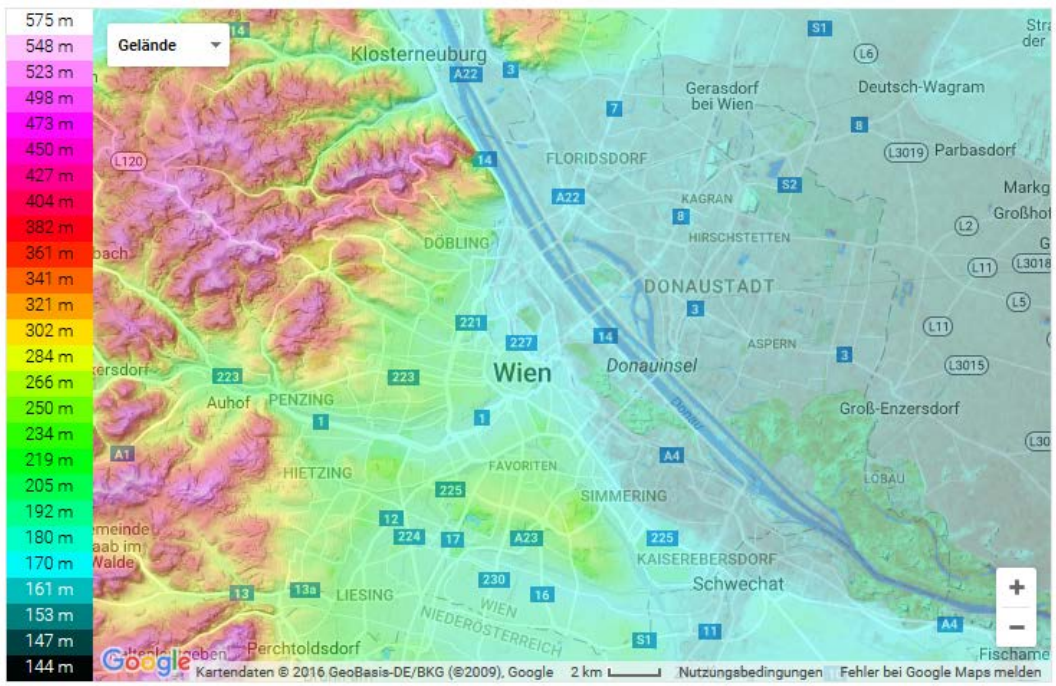 575 m
548 m
523 m
498 m
473 m
450 m
427 m
404 m
382 m
361 m
341 m
321 m
302 m
284 m
266 m
250 m
234 m
219 m
205 m
192 m
180 m
170 m
161 m
153 m
147 m
144 m
Gelände
14
Klosterneuburg
A22
3
S1
L6
der
Gerasdorf
bei Wien
Deutsch-Wagram
7
8
L3019
Parbasdorf
L120
14
FLORIDSDORF
A22
KAGRAN
S2
8
L2
DÖBLING
HIRSCHSTETTEN
L11
L3018
DONAUSTADT
3
L5
221
227
14
L11
ASPERN
3
Wien
Donauinsel
L3015
223
223
Auhof
PENZING
Donau
Groß-Enzersdorf
1
1
A1
A4
HIETZING
FAVORITEN
LOBAU
225
SIMMERING
12
224
17
A23
225
KAISEREBERSDORF
Walde
Schwechat
230
16
13
13a
LIESING
WIEN
NIEDERÖSTERREICH
S1
11
A4
Perchtoldsdorf
+
−
Google
Kartendaten © 2016 GeoBasis-DE/BKG (©2009), Google
2 km
Nutzungsbedingungen
Fehler bei Google Maps melden